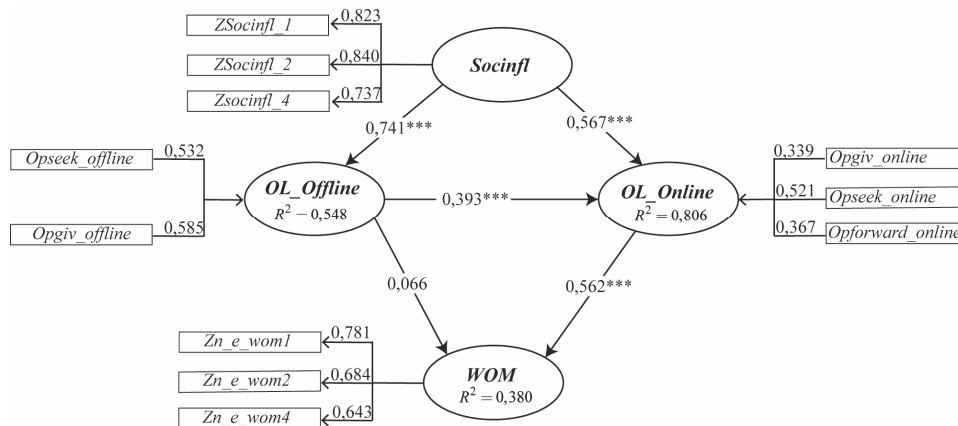 ZSocinfl_1
0,823
ZSocinfl_2
0,840
Zsocinfl_4
0,737
Socinfl
0,741***
0,567***
Opseek_offline
0,532
Opgiv_offline
0,585
OL_Offline
R² – 0,548
0,393***
OL_Online
R² = 0,806
0,339
Opgiv_online
0,521
Opseek_online
0,367
Opforward_online
0,066
0,562***
Zn_e_wom1
0,781
Zn_e_wom2
0,684
Zn_e_wom4
0,643
WOM
R² = 0,380